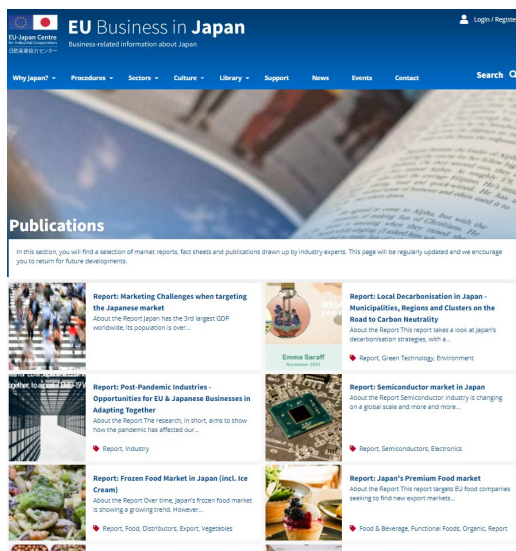 EU Business in Japan
EU-Japan Centre
for Industrial Cooperation
日欧産業協力センター
Business-related information about Japan
Login / Registe
Why Japan?
Procedures
Sectors
Culture
Library
Support
News
Events
Contact
Search
Publications
In this section, you will find a selection of market reports, fact sheets and publications drawn up by industry experts. This page will be regularly updated and we encourage
you to return for future developments.
Report: Marketing Challenges when targeting
the Japanese market
About the Report Japan has the 3rd largest GDP
worldwide, its population is over...
Emma Saraff
November 2021
Report: Local Decarbonisation in Japan -
Municipalities, Regions and Clusters on the
Road to Carbon Neutrality
About the Report This report takes a look at Japan's
decarbonisation strategies, with a...
Report, Green Technology, Environment
Report: Post-Pandemic Industries -
Opportunities for EU & Japanese Businesses in
Adapting Together
About the Report The research, in short, aims to show
how the pandemic has affected our...
Report, Industry
Report: Semiconductor market in Japan
About the Report Semiconductor Industry is changing
on a global scale and more and more...
Report, Semiconductors, Electronics
Report: Frozen Food Market in Japan (incl. Ice
Cream)
About the Report Over time, Japan's frozen food market
is showing a growing trend. However...
Report, Food, Distributors, Export, Vegetables
Report: Japan's Premium Food market
About the Report This report targets EU food companies
seeking to find new export markets...
Food & Beverage, Functional Foods, Organic, Report